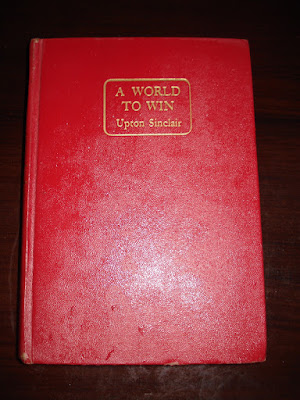 A WORLD
TO WIN
Upton Sinclair